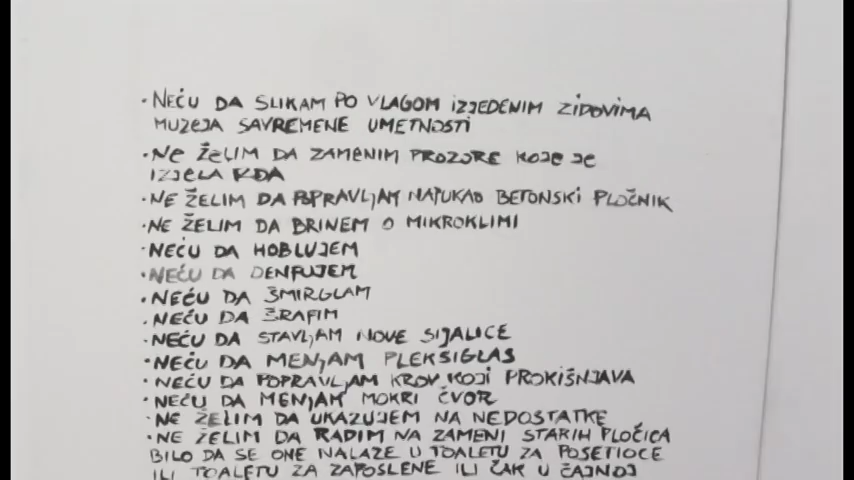 · NEĆU DA SLIKAM PO VLAGOM IZJEDENIM ZIDOVIMA
MUZEJA SAVREMENE UMETNOSTI
· NE ŽELIM DA ZAMENIM PROZORE KOJE JE
IZJELA RĐA
· NE ŽELIM DA POPRAVLJAM NAPUKAO BETONSKI PLOČNIK
· NE ŽELIM DA BRINEM O MIKROKLIMI
· NEĆU DA HOBLUJEM
· NEĆU DA DENFUJEM
· NEĆU DA ŠMIRGLAM
· NEĆU DA ŠRAFIM
· NEĆU DA STAVLJAM NOVE SIJALICE
· NEĆU DA MENJAM PLEKSIGLAS
· NEĆU DA POPRAVLJAM KROV KOJI PROKIŠNJAVA
· NEĆU DA MENJAM MOKRI ČVOR
· NE ŽELIM DA UKAZUJEM NA NEDOSTATKE
· NE ŽELIM DA RADIM NA ZAMENI STARIH PLOČICA
BILO DA SE ONE NALAZE U TOALETU ZA POSETIOCE
ILI TOALETU ZA ZAPOSLENE ILI ČAK U ČAJNOJ